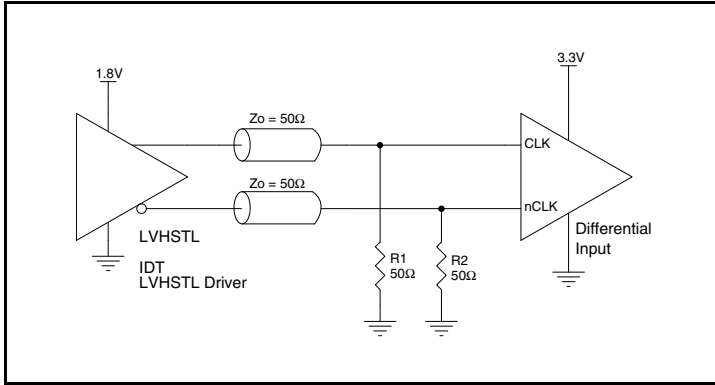 1.8V
3.3V
Zo = 50Ω
CLK
Zo = 50Ω
nCLK
LVHSTL
Differential
Input
IDT
LVHSTL Driver
R1
50Ω
R2
50Ω